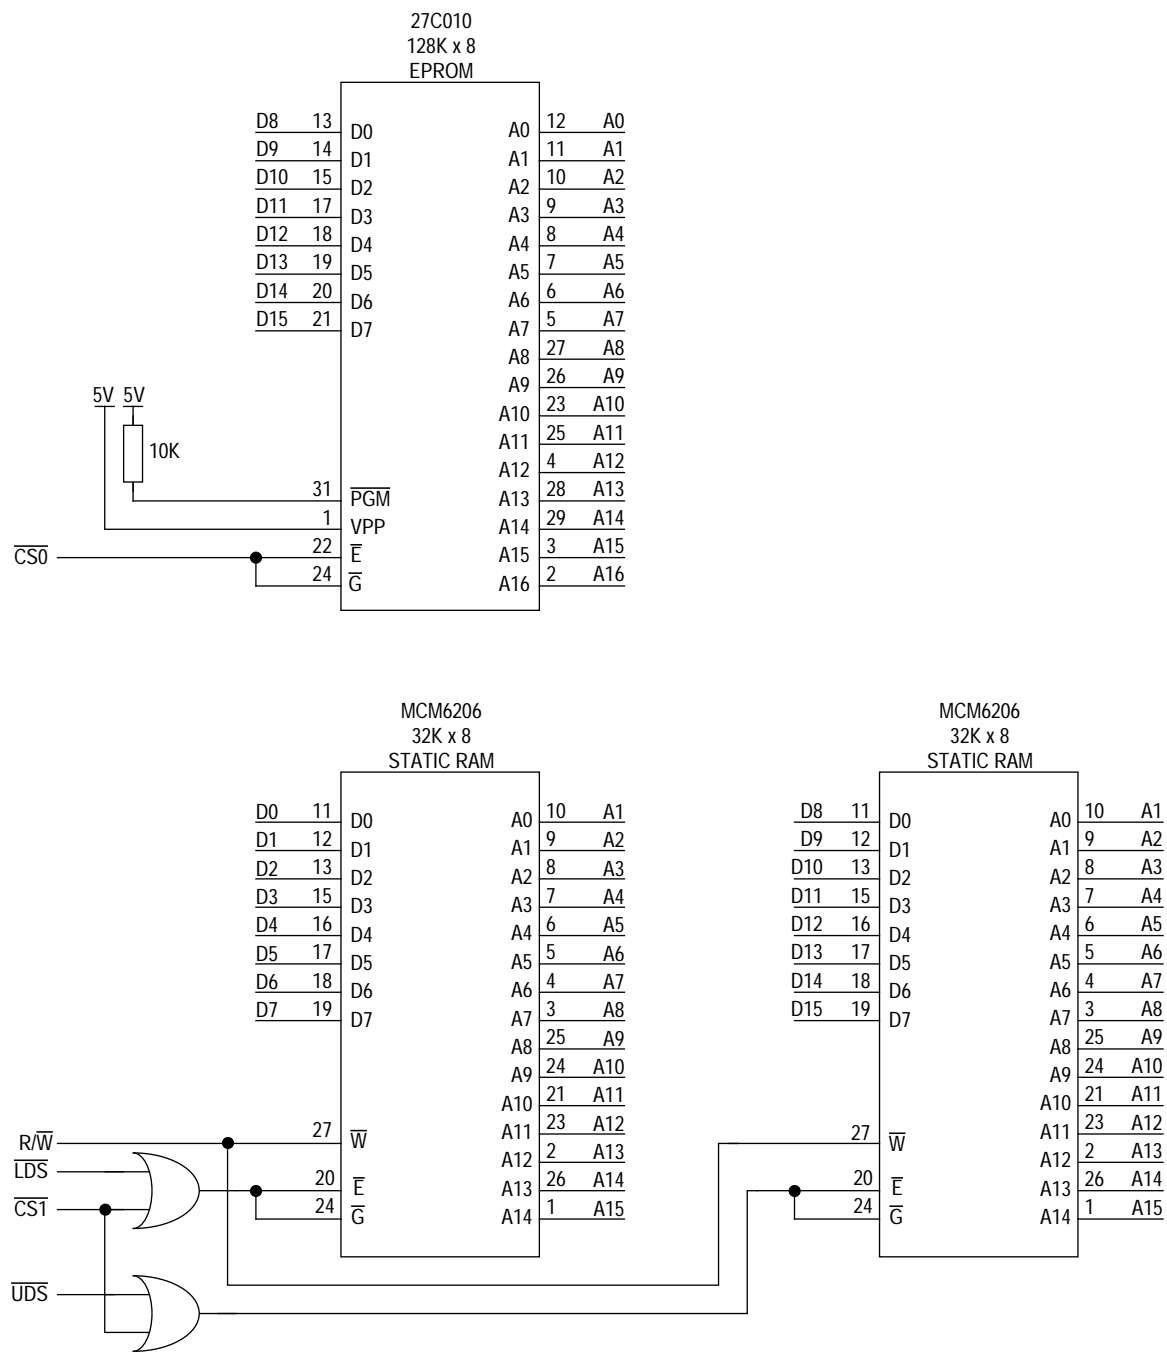 27C010
128K x 8
EPROM
D8 13 D0 A0 12 A0
D9 14 D1 A1 11 A1
D10 15 D2 A2 10 A2
D11 17 D3 A3 9 A3
D12 18 D4 A4 8 A4
D13 19 D5 A5 7 A5
D14 20 D6 A6 6 A6
D15 21 D7 A7 5 A7
A8 27 A8
A9 26 A9
5V 5V
A10 23 A10
A11 25 A11
10K
A12 4 A12
31 PGM A13 28 A13
1 VPP A14 29 A14
CS0 22 E A15 3 A15
24 G A16 2 A16
MCM6206
32K x 8
STATIC RAM
D0 11 D0 A0 10 A1
D1 12 D1 A1 9 A2
D2 13 D2 A2 8 A3
D3 15 D3 A3 7 A4
D4 16 D4 A4 6 A5
D5 17 D5 A5 5 A6
D6 18 D6 A6 4 A7
D7 19 D7 A7 3 A8
A8 25 A9
A9 24 A10
A10 21 A11
R/W 27 W A11 23 A12
LDS A12 2 A13
20 E A13 26 A14
CS1 24 G A14 1 A15
UDS
MCM6206
32K x 8
STATIC RAM
D8 11 D0 A0 10 A1
D9 12 D1 A1 9 A2
D10 13 D2 A2 8 A3
D11 15 D3 A3 7 A4
D12 16 D4 A4 6 A5
D13 17 D5 A5 5 A6
D14 18 D6 A6 4 A7
D15 19 D7 A7 3 A8
A8 25 A9
A9 24 A10
A10 21 A11
27 W A11 23 A12
A12 2 A13
20 E A13 26 A14
24 G A14 1 A15